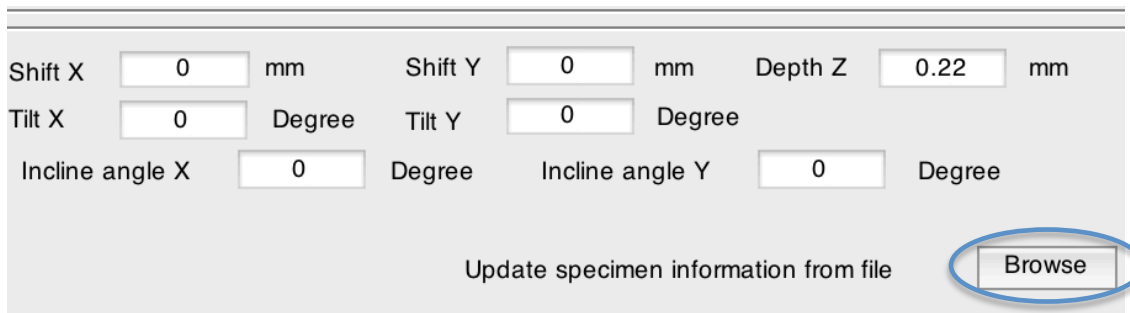 Shift X 0 mm Shift Y 0 mm Depth Z 0.22 mm
Tilt X 0 Degree Tilt Y 0 Degree
Incline angle X 0 Degree Incline angle Y 0 Degree
Update specimen information from file Browse